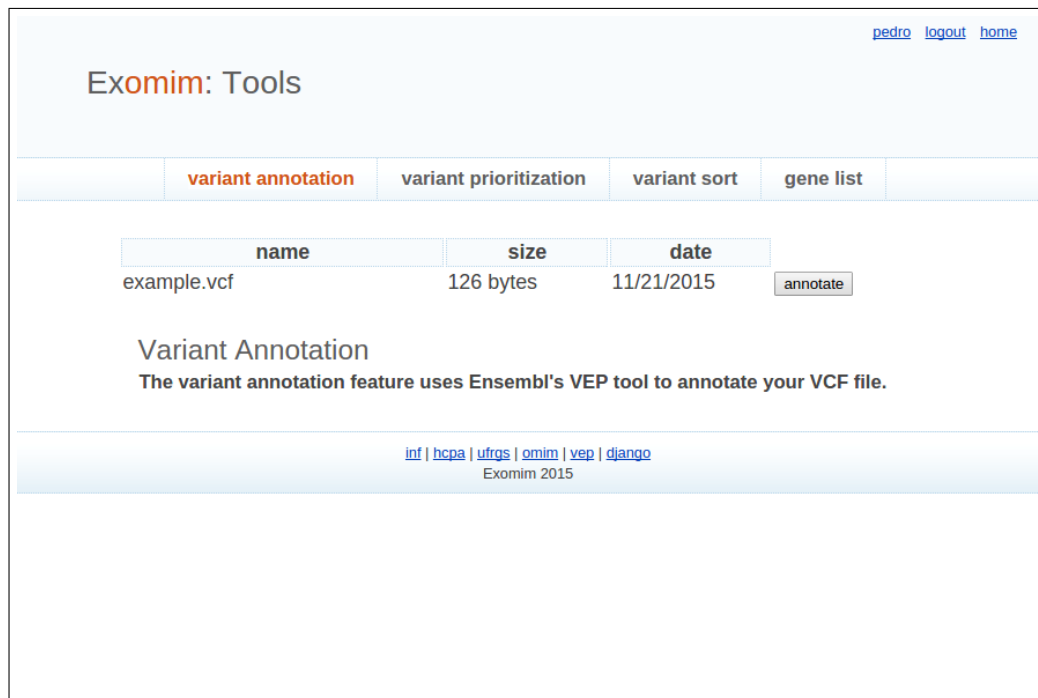 pedro logout home
Exomim: Tools
variant annotation variant prioritization variant sort gene list
name size date
example.vcf 126 bytes 11/21/2015 annotate
Variant Annotation
The variant annotation feature uses Ensembl's VEP tool to annotate your VCF file.
inf | hcpa | ufrgs | omim | vep | django
Exomim 2015